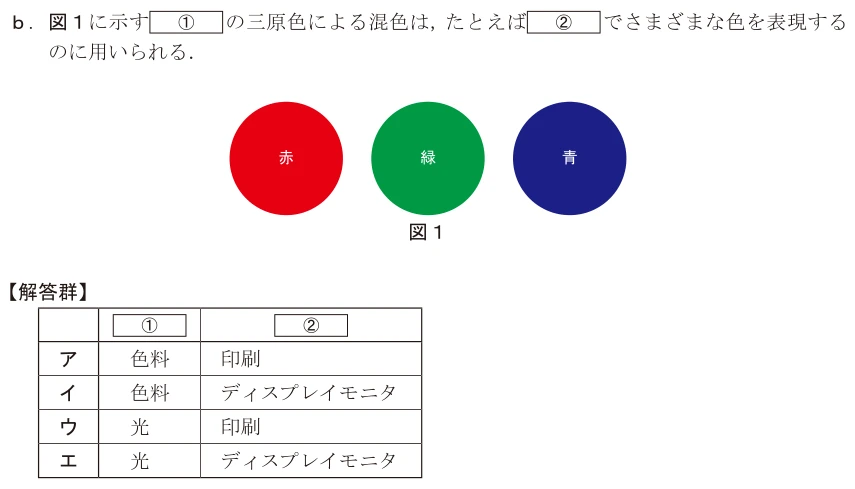 b. 図1に示す ① の三原色による混色は，たとえば ② でさまざまな色を表現する
のに用いられる．
赤 緑 青
図1
【解答群】
① ②
ア 色料 印刷
イ 色料 ディスプレイモニタ
ウ 光 印刷
エ 光 ディスプレイモニタ